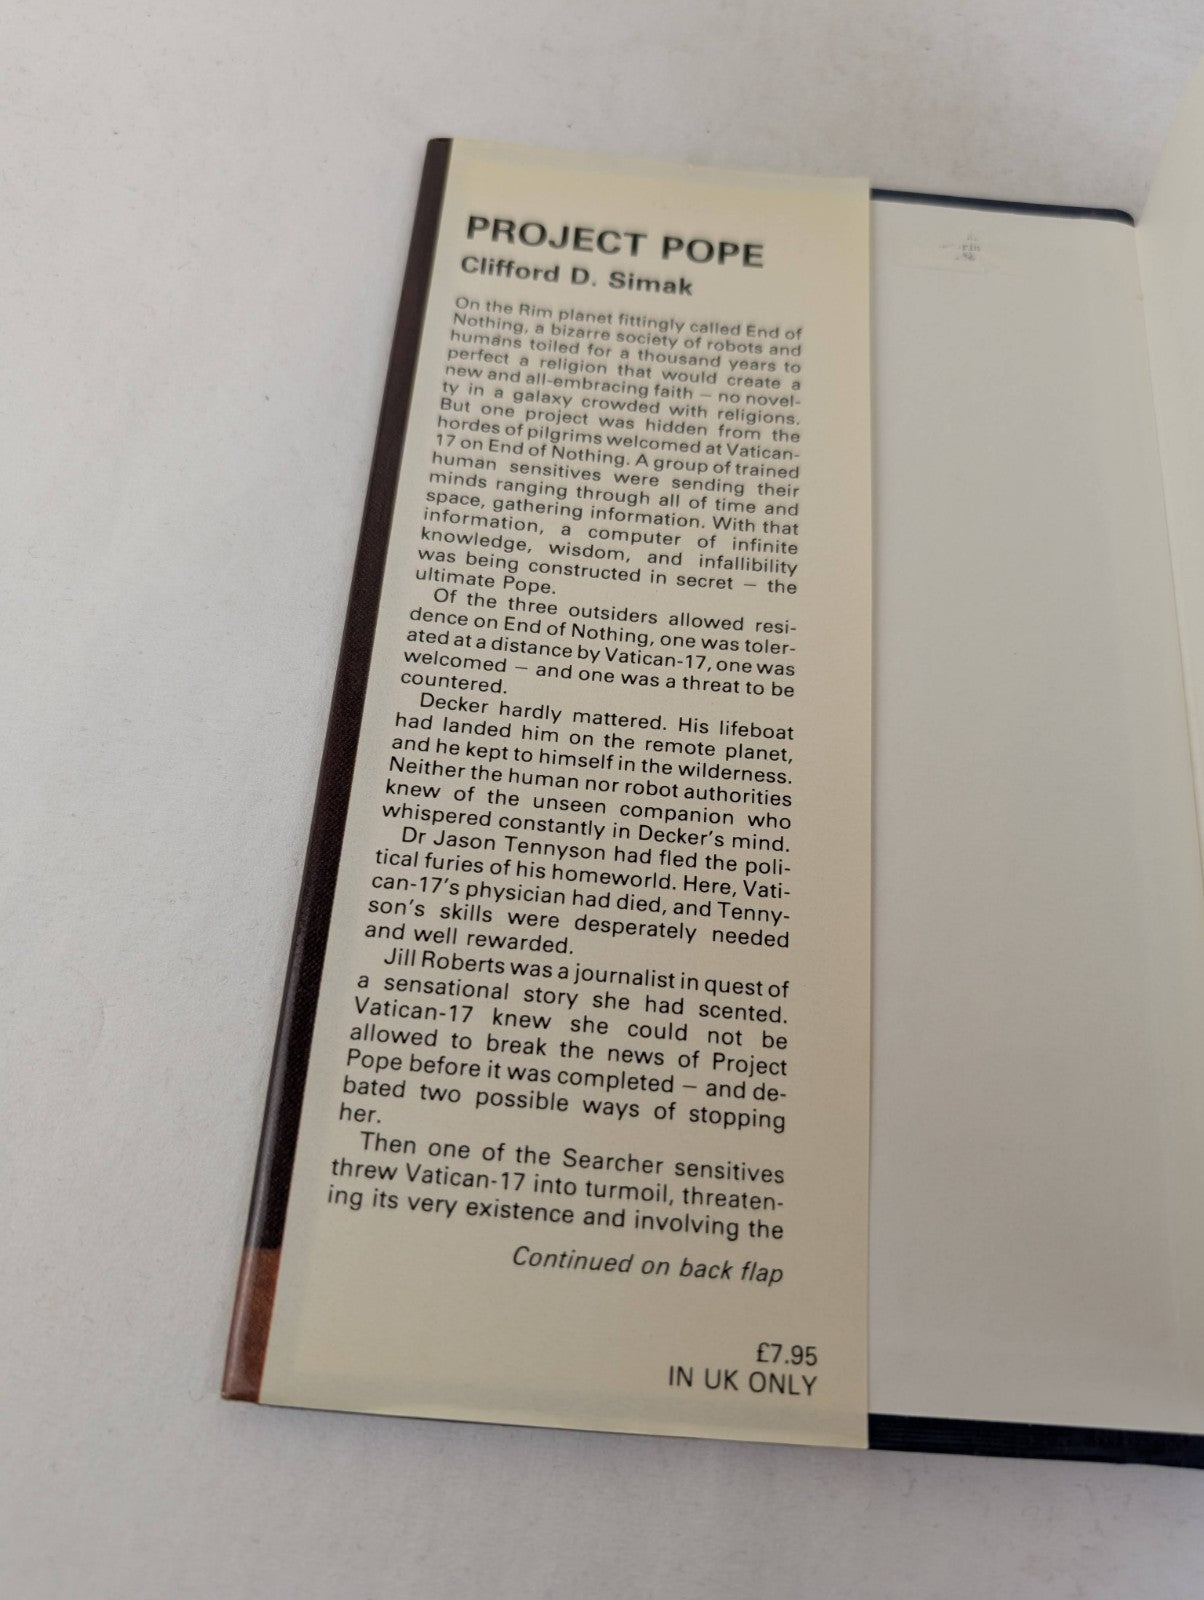 PROJECT POPE
Clifford D. Simak
On the Rim planet fittingly called End of
Nothing, a bizarre society of robots and
humans toiled for a thousand years to
perfect a religion that would create a
new and all-embracing faith – no novel-
ty in a galaxy crowded with religions.
But one project was hidden from the
hordes of pilgrims welcomed at Vatican-
17 on End of Nothing. A group of trained
human sensitives were sending their
minds ranging through all of time and
space, gathering information. With that
information, a computer of infinite
knowledge, wisdom, and infallibility
was being constructed in secret – the
ultimate Pope.
Of the three outsiders allowed resi-
dence on End of Nothing, one was toler-
ated at a distance by Vatican-17, one was
welcomed – and one was a threat to be
countered.
Decker hardly mattered. His lifeboat
had landed him on the remote planet,
and he kept to himself in the wilderness.
Neither the human nor robot authorities
knew of the unseen companion who
whispered constantly in Decker's mind.
Dr Jason Tennyson had fled the poli-
tical furies of his homeworld. Here, Vati-
can-17's physician had died, and Tenny-
son's skills were desperately needed
and well rewarded.
Jill Roberts was a journalist in quest of
a sensational story she had scented.
Vatican-17 knew she could not be
allowed to break the news of Project
Pope before it was completed – and de-
bated two possible ways of stopping
her.
Then one of the Searcher sensitives
threw Vatican-17 into turmoil, threaten-
ing its very existence and involving the
Continued on back flap
£7.95
IN UK ONLY